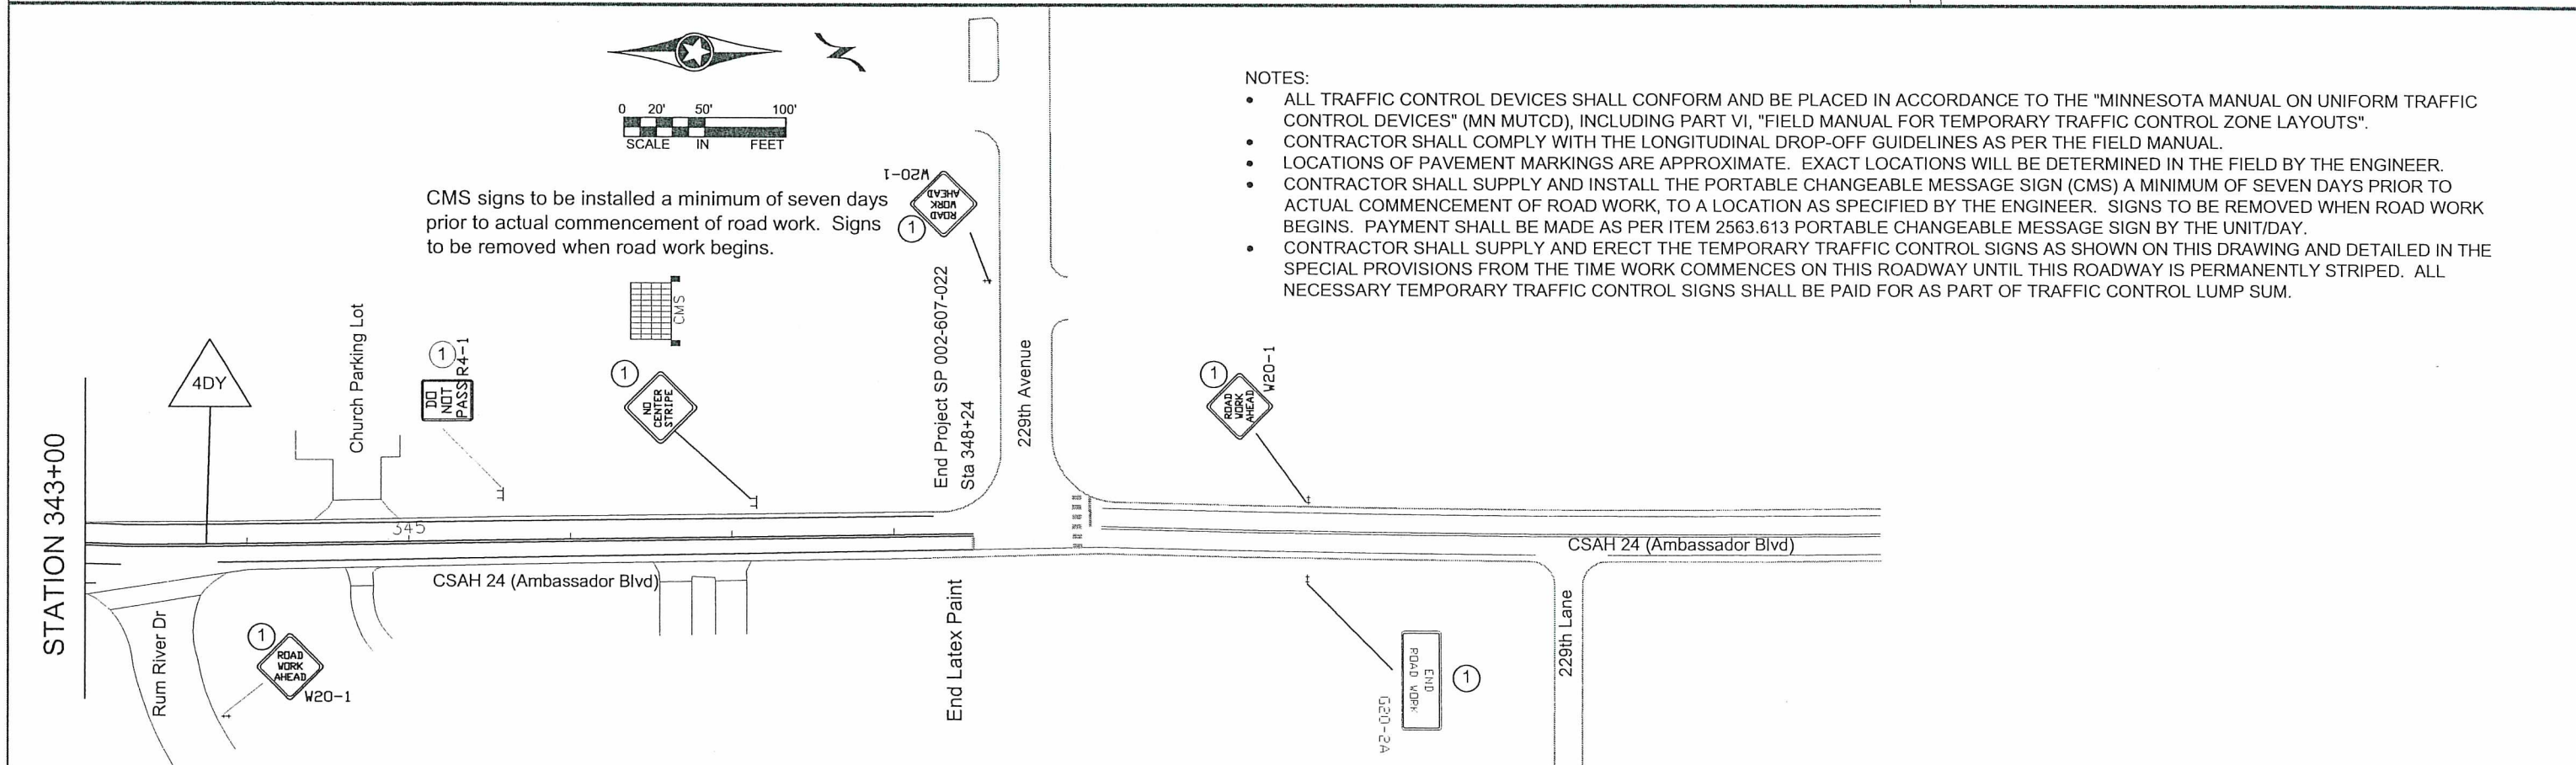 NOTES:
• ALL TRAFFIC CONTROL DEVICES SHALL CONFORM AND BE PLACED IN ACCORDANCE TO THE "MINNESOTA MANUAL ON UNIFORM TRAFFIC
CONTROL DEVICES" (MN MUTCD), INCLUDING PART VI, "FIELD MANUAL FOR TEMPORARY TRAFFIC CONTROL ZONE LAYOUTS".
• CONTRACTOR SHALL COMPLY WITH THE LONGITUDINAL DROP-OFF GUIDELINES AS PER THE FIELD MANUAL.
• LOCATIONS OF PAVEMENT MARKINGS ARE APPROXIMATE. EXACT LOCATIONS WILL BE DETERMINED IN THE FIELD BY THE ENGINEER.
• CONTRACTOR SHALL SUPPLY AND INSTALL THE PORTABLE CHANGEABLE MESSAGE SIGN (CMS) A MINIMUM OF SEVEN DAYS PRIOR TO
ACTUAL COMMENCEMENT OF ROAD WORK, TO A LOCATION AS SPECIFIED BY THE ENGINEER. SIGNS TO BE REMOVED WHEN ROAD WORK
BEGINS. PAYMENT SHALL BE MADE AS PER ITEM 2563.613 PORTABLE CHANGEABLE MESSAGE SIGN BY THE UNIT/DAY.
• CONTRACTOR SHALL SUPPLY AND ERECT THE TEMPORARY TRAFFIC CONTROL SIGNS AS SHOWN ON THIS DRAWING AND DETAILED IN THE
SPECIAL PROVISIONS FROM THE TIME WORK COMMENCES ON THIS ROADWAY UNTIL THIS ROADWAY IS PERMANENTLY STRIPED. ALL
NECESSARY TEMPORARY TRAFFIC CONTROL SIGNS SHALL BE PAID FOR AS PART OF TRAFFIC CONTROL LUMP SUM.
0 20' 50' 100'
SCALE IN FEET
CMS signs to be installed a minimum of seven days
prior to actual commencement of road work. Signs
to be removed when road work begins.
W20-1
ROAD
WORK
AHEAD
1
CMS
STATION 343+00
4DY
Church Parking Lot
1
R4-1
DO
NOT
PASS
1
NO
CENTER
STRIPE
End Project SP 002-607-022
Sta 348+24
229th Avenue
1
ROAD
WORK
AHEAD
W20-1
345
CSAH 24 (Ambassador Blvd)
CSAH 24 (Ambassador Blvd)
Rum River Dr
1
ROAD
WORK
AHEAD
W20-1
End Latex Paint
END
ROAD WORK
1
G20-2A
229th Lane